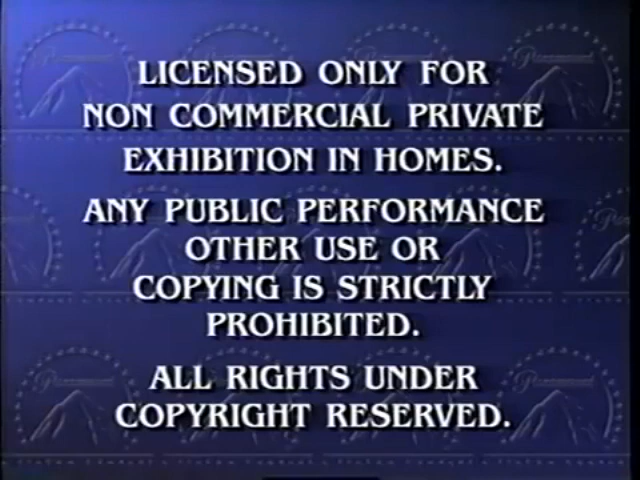 LICENSED ONLY FOR
NON COMMERCIAL PRIVATE
EXHIBITION IN HOMES.
ANY PUBLIC PERFORMANCE
OTHER USE OR
COPYING IS STRICTLY
PROHIBITED.
ALL RIGHTS UNDER
COPYRIGHT RESERVED.